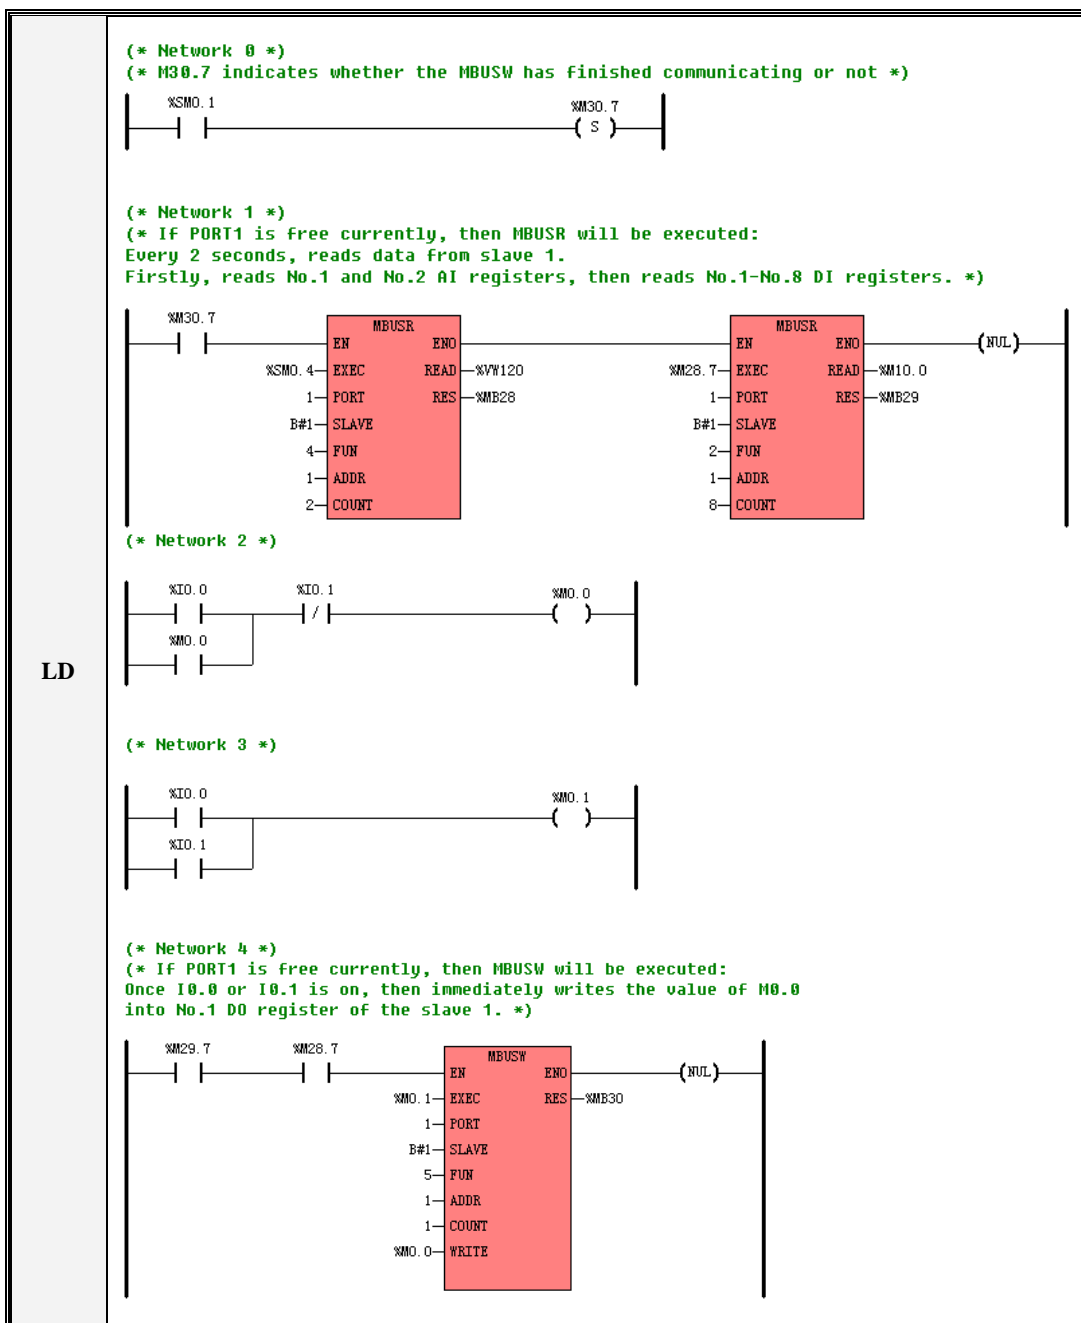 (* Network 0 *)
(* M30.7 indicates whether the MBUSW has finished communicating or not *)
%SM0.1 %M30.7
( S )
(* Network 1 *)
(* If PORT1 is free currently, then MBUSR will be executed:
Every 2 seconds, reads data from slave 1.
Firstly, reads No.1 and No.2 AI registers, then reads No.1-No.8 DI registers. *)
%M30.7 MBUSR MBUSR
EN ENO EN ENO (NUL)
%SM0.4 EXEC READ %VW120 %M28.7 EXEC READ %M10.0
1 PORT RES %MB28 1 PORT RES %MB29
B#1 SLAVE B#1 SLAVE
4 FUN 2 FUN
1 ADDR 1 ADDR
2 COUNT 8 COUNT
(* Network 2 *)
%I0.0 %I0.1 %M0.0
/ ( )
%M0.0
LD
(* Network 3 *)
%I0.0 %M0.1
( )
%I0.1
(* Network 4 *)
(* If PORT1 is free currently, then MBUSW will be executed:
Once I0.0 or I0.1 is on, then immediately writes the value of M0.0
into No.1 DO register of the slave 1. *)
%M29.7 %M28.7 MBUSW
EN ENO (NUL)
%M0.1 EXEC RES %MB30
1 PORT
B#1 SLAVE
5 FUN
1 ADDR
1 COUNT
%M0.0 WRITE